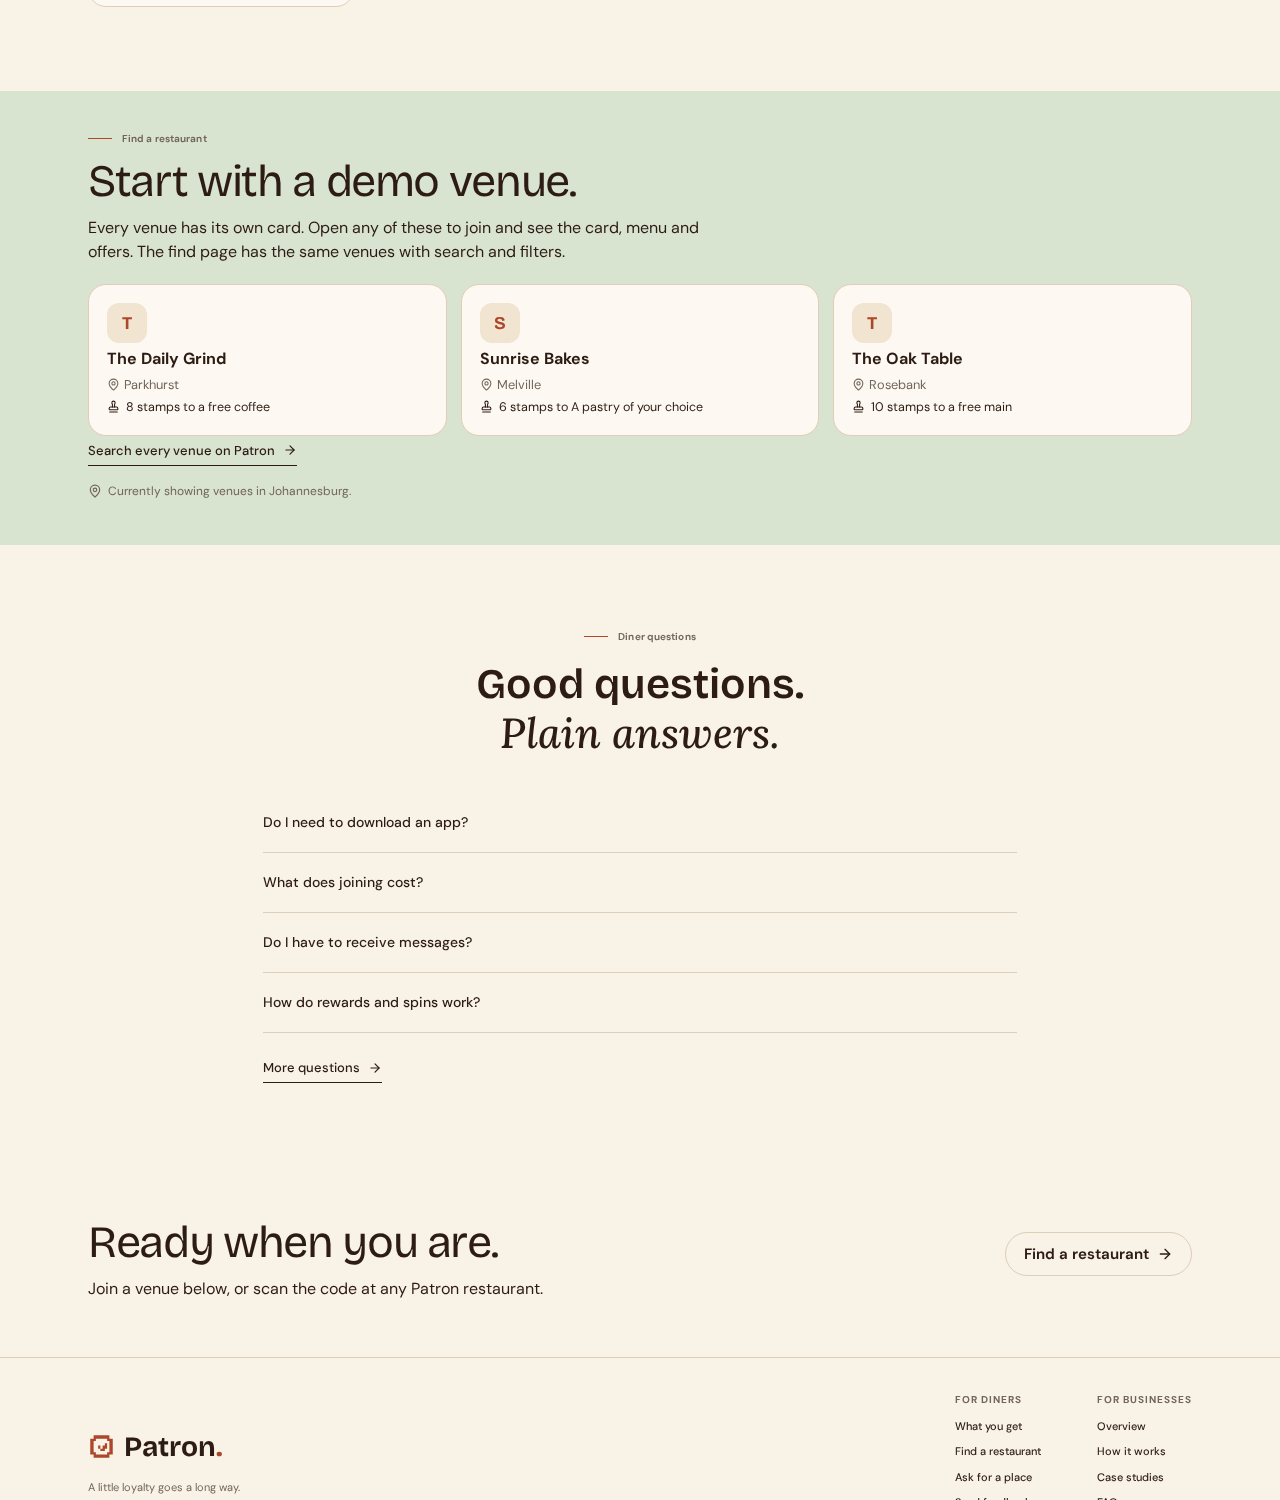 Find a restaurant
Start with a demo venue.
Every venue has its own card. Open any of these to join and see the card, menu and
offers. The find page has the same venues with search and filters.
T
The Daily Grind
Parkhurst
8 stamps to a free coffee
S
Sunrise Bakes
Melville
6 stamps to A pastry of your choice
T
The Oak Table
Rosebank
10 stamps to a free main
Search every venue on Patron
Currently showing venues in Johannesburg.
Diner questions
Good questions.
Plain answers.
Do I need to download an app?
What does joining cost?
Do I have to receive messages?
How do rewards and spins work?
More questions
Ready when you are.
Join a venue below, or scan the code at any Patron restaurant.
Find a restaurant
Patron.
A little loyalty goes a long way.
FOR DINERS
What you get
Find a restaurant
Ask for a place
FOR BUSINESSES
Overview
How it works
Case studies